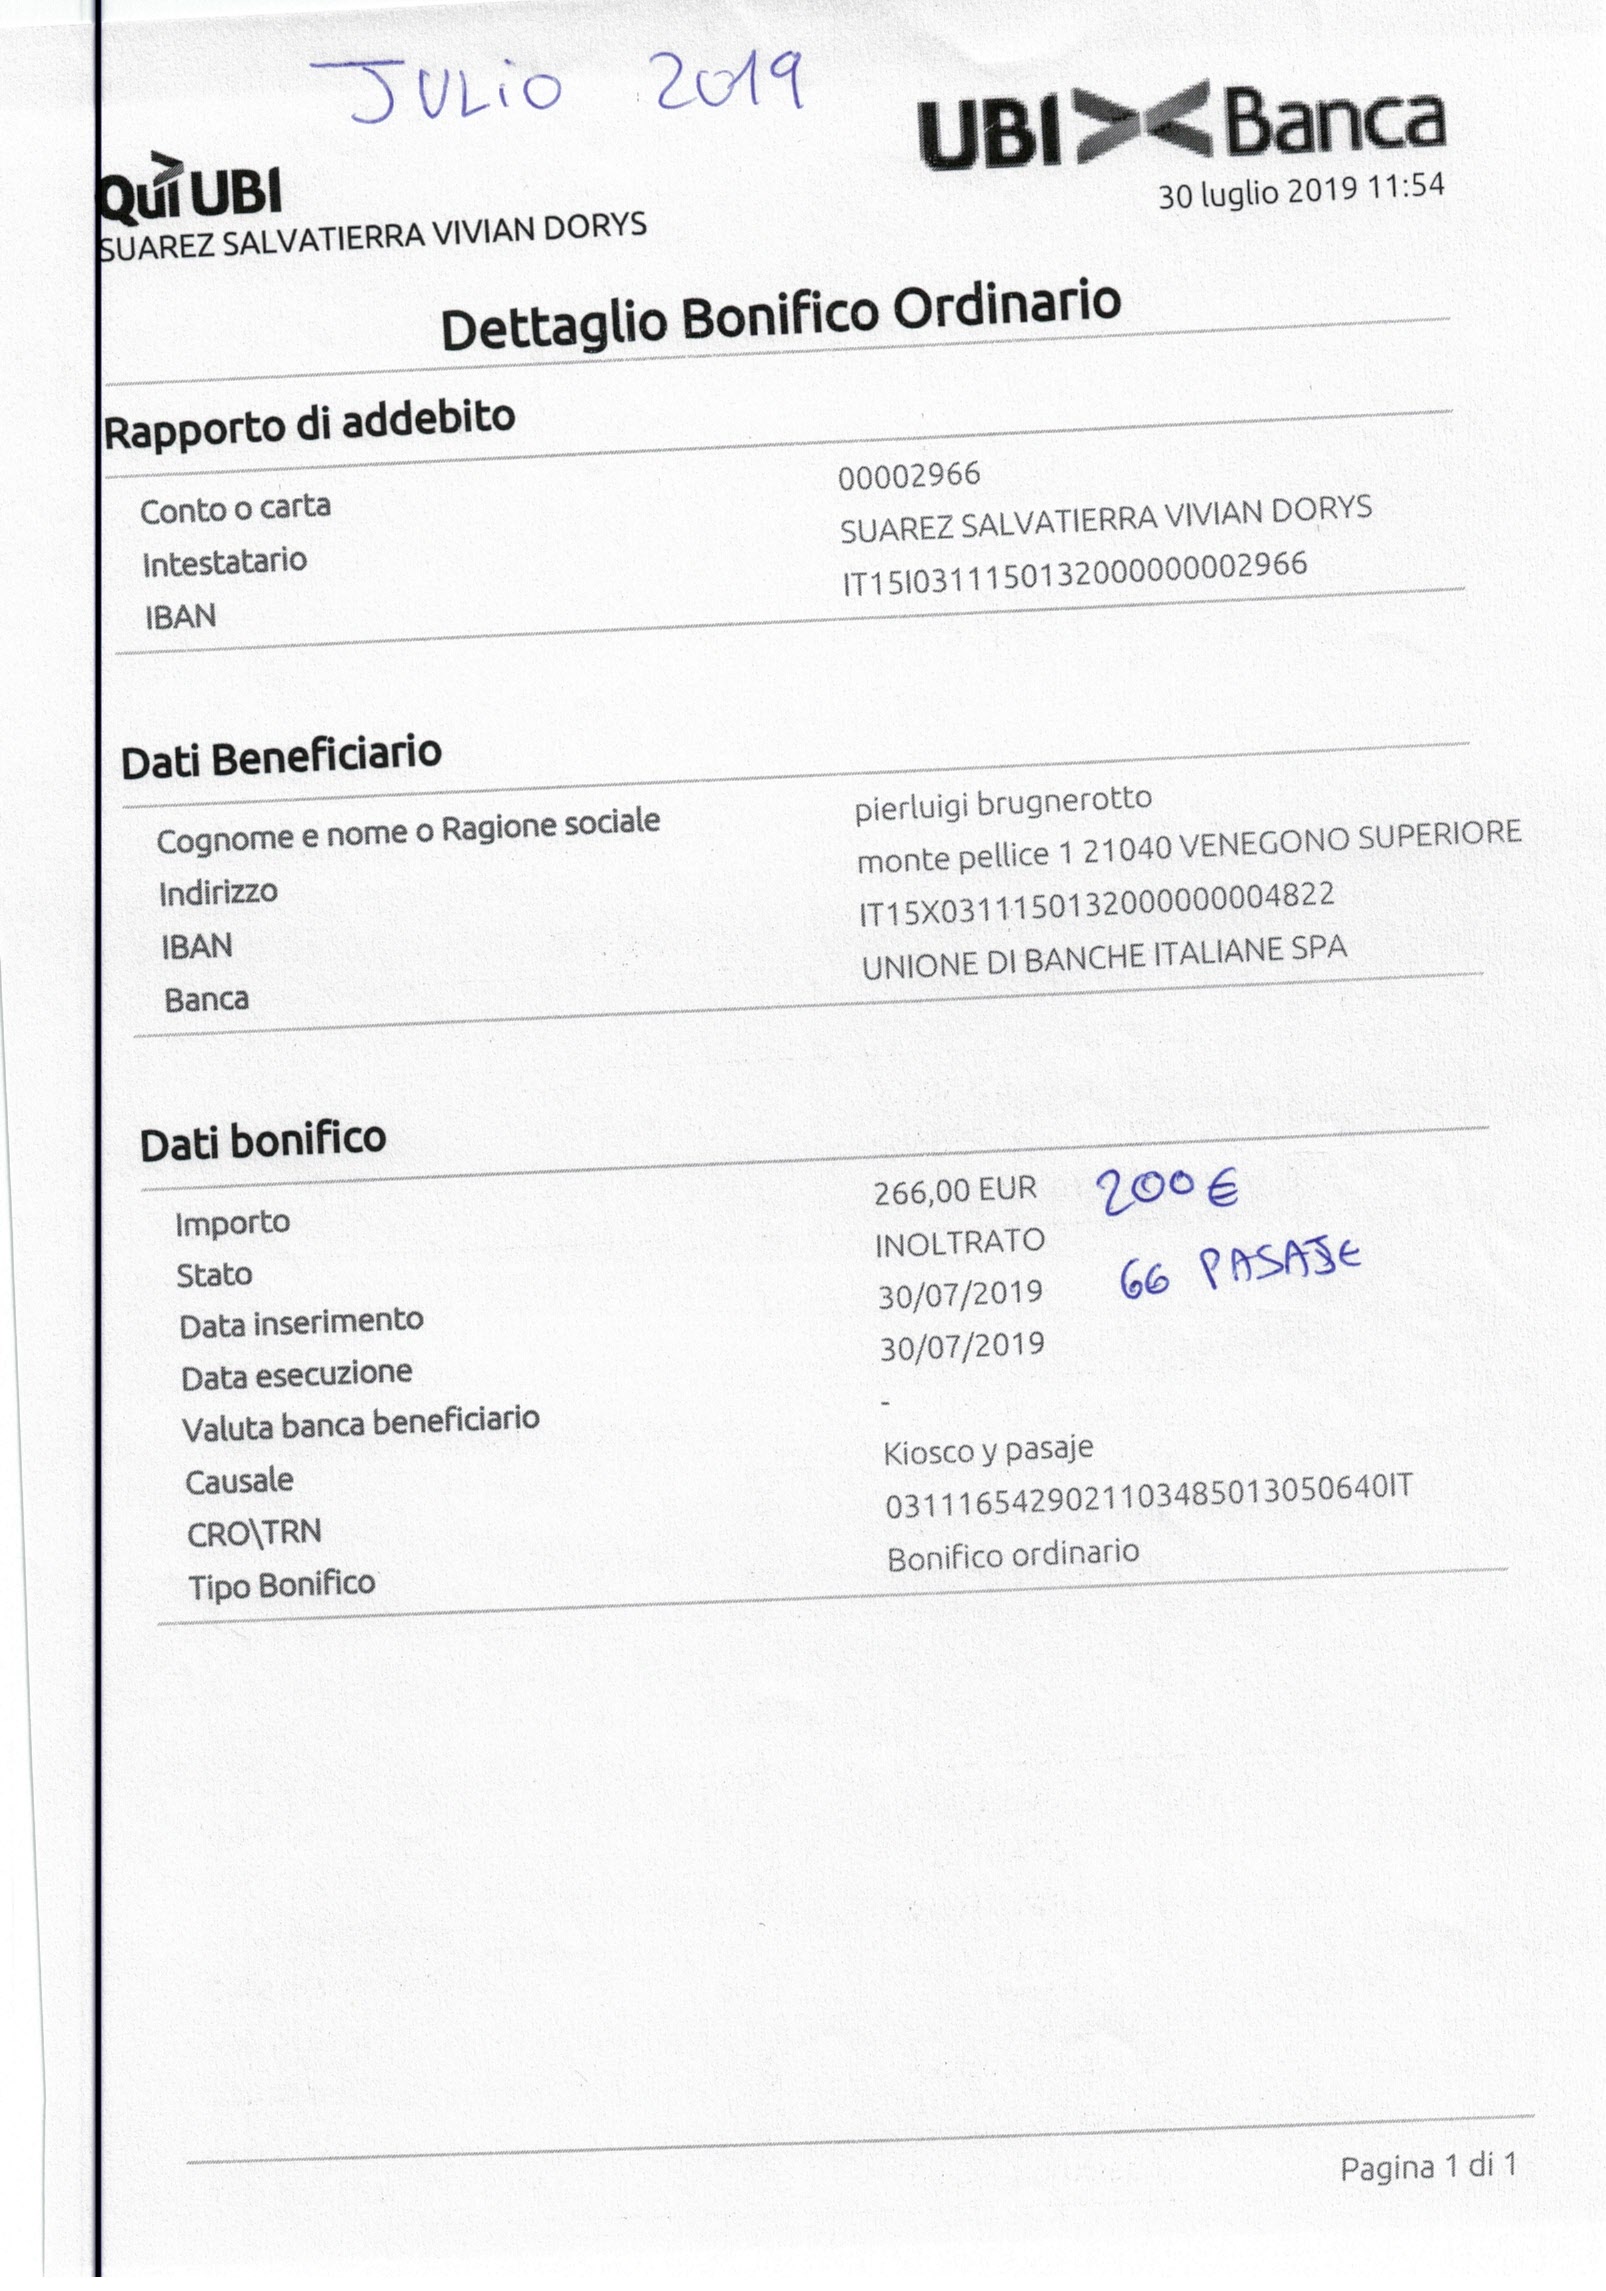 JULIO 2019
UBI Banca
30 luglio 2019 11:54
Quì UBI
SUAREZ SALVATIERRA VIVIAN DORYS
Dettaglio Bonifico Ordinario
Rapporto di addebito
Conto o carta 00002966
Intestatario SUAREZ SALVATIERRA VIVIAN DORYS
IBAN IT15I0311150132000000002966
Dati Beneficiario
Cognome e nome o Ragione sociale pierluigi brugnerotto
Indirizzo monte pellice 1 21040 VENEGONO SUPERIORE
IBAN IT15X0311150132000000004822
Banca UNIONE DI BANCHE ITALIANE SPA
Dati bonifico
Importo 266,00 EUR 200€
Stato INOLTRATO 66 PASAJE
Data inserimento 30/07/2019
Data esecuzione 30/07/2019
Valuta banca beneficiario -
Causale Kiosco y pasaje
CRO\TRN 0311165429021103485013050640IT
Tipo Bonifico Bonifico ordinario
Pagina 1 di 1